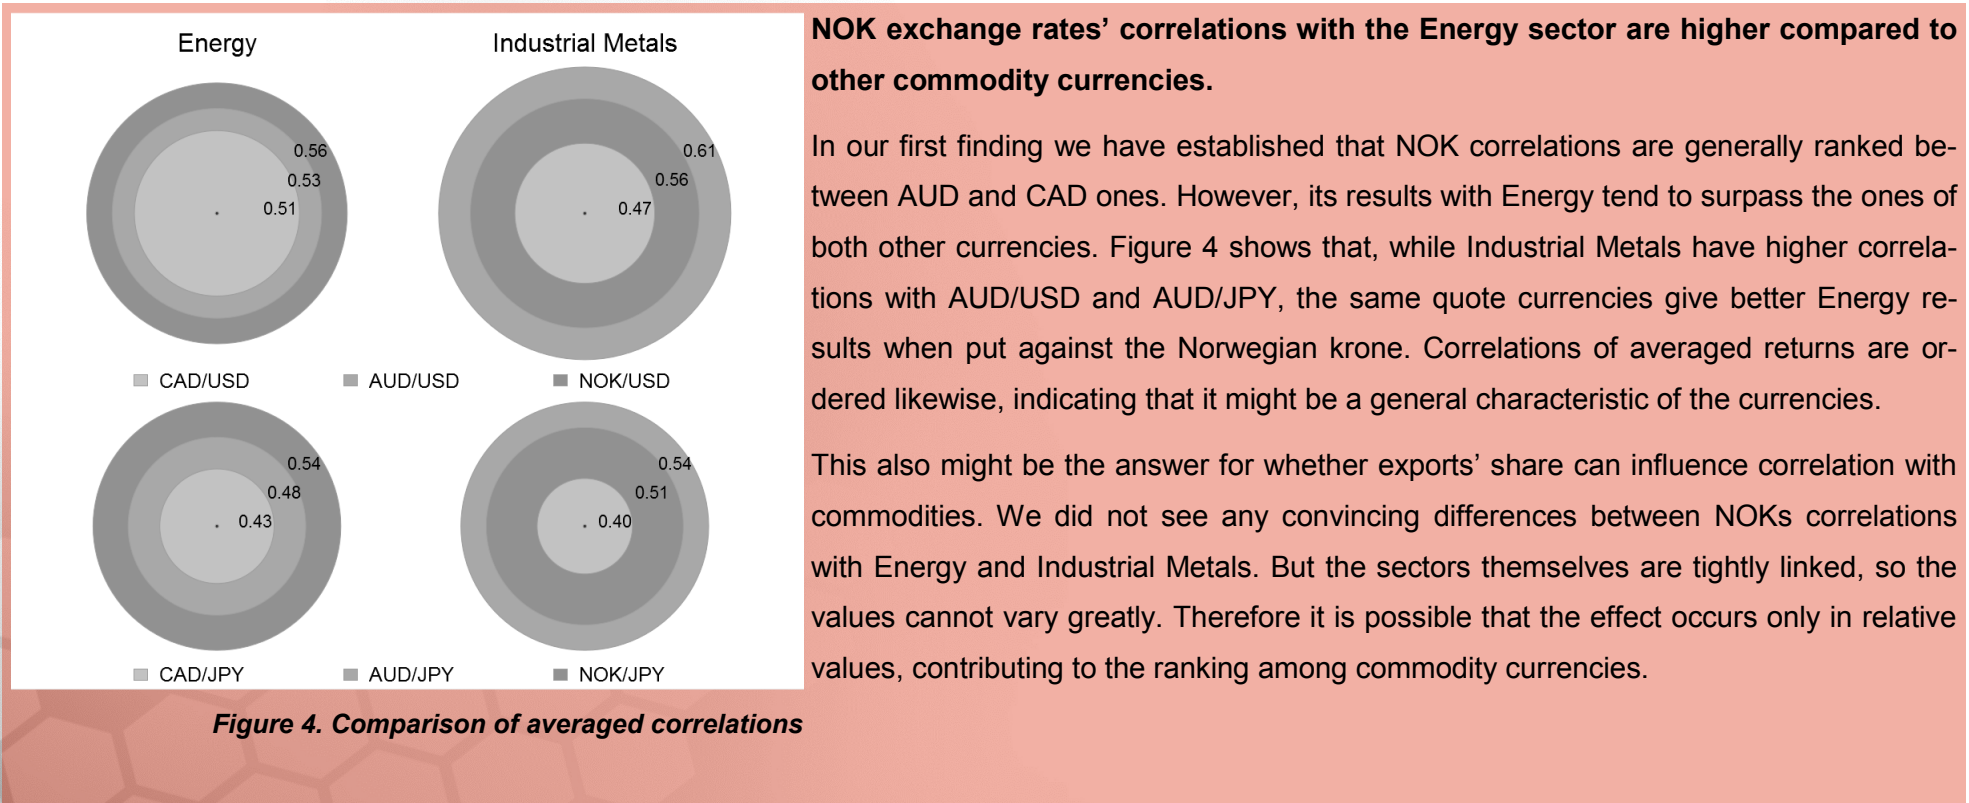 Energy
Industrial Metals
0.56
0.53
0.51
0.61
0.56
0.47
CAD/USD
AUD/USD
NOK/USD
0.54
0.48
0.43
0.54
0.51
0.40
CAD/JPY
AUD/JPY
NOK/JPY
Figure 4. Comparison of averaged correlations
NOK exchange rates’ correlations with the Energy sector are higher compared to
other commodity currencies.
In our first finding we have established that NOK correlations are generally ranked be-
tween AUD and CAD ones. However, its results with Energy tend to surpass the ones of
both other currencies. Figure 4 shows that, while Industrial Metals have higher correla-
tions with AUD/USD and AUD/JPY, the same quote currencies give better Energy re-
sults when put against the Norwegian krone. Correlations of averaged returns are or-
dered likewise, indicating that it might be a general characteristic of the currencies.
This also might be the answer for whether exports’ share can influence correlation with
commodities. We did not see any convincing differences between NOKs correlations
with Energy and Industrial Metals. But the sectors themselves are tightly linked, so the
values cannot vary greatly. Therefore it is possible that the effect occurs only in relative
values, contributing to the ranking among commodity currencies.